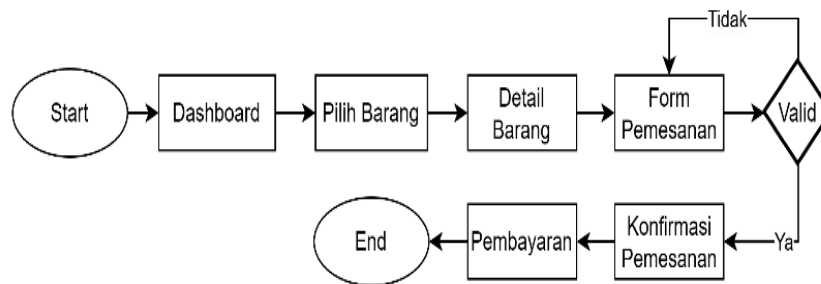 Tidak
Start
Dashboard
Pilih Barang
Detail
Barang
Form
Pemesanan
Valid
End
Pembayaran
Konfirmasi
Pemesanan
Ya